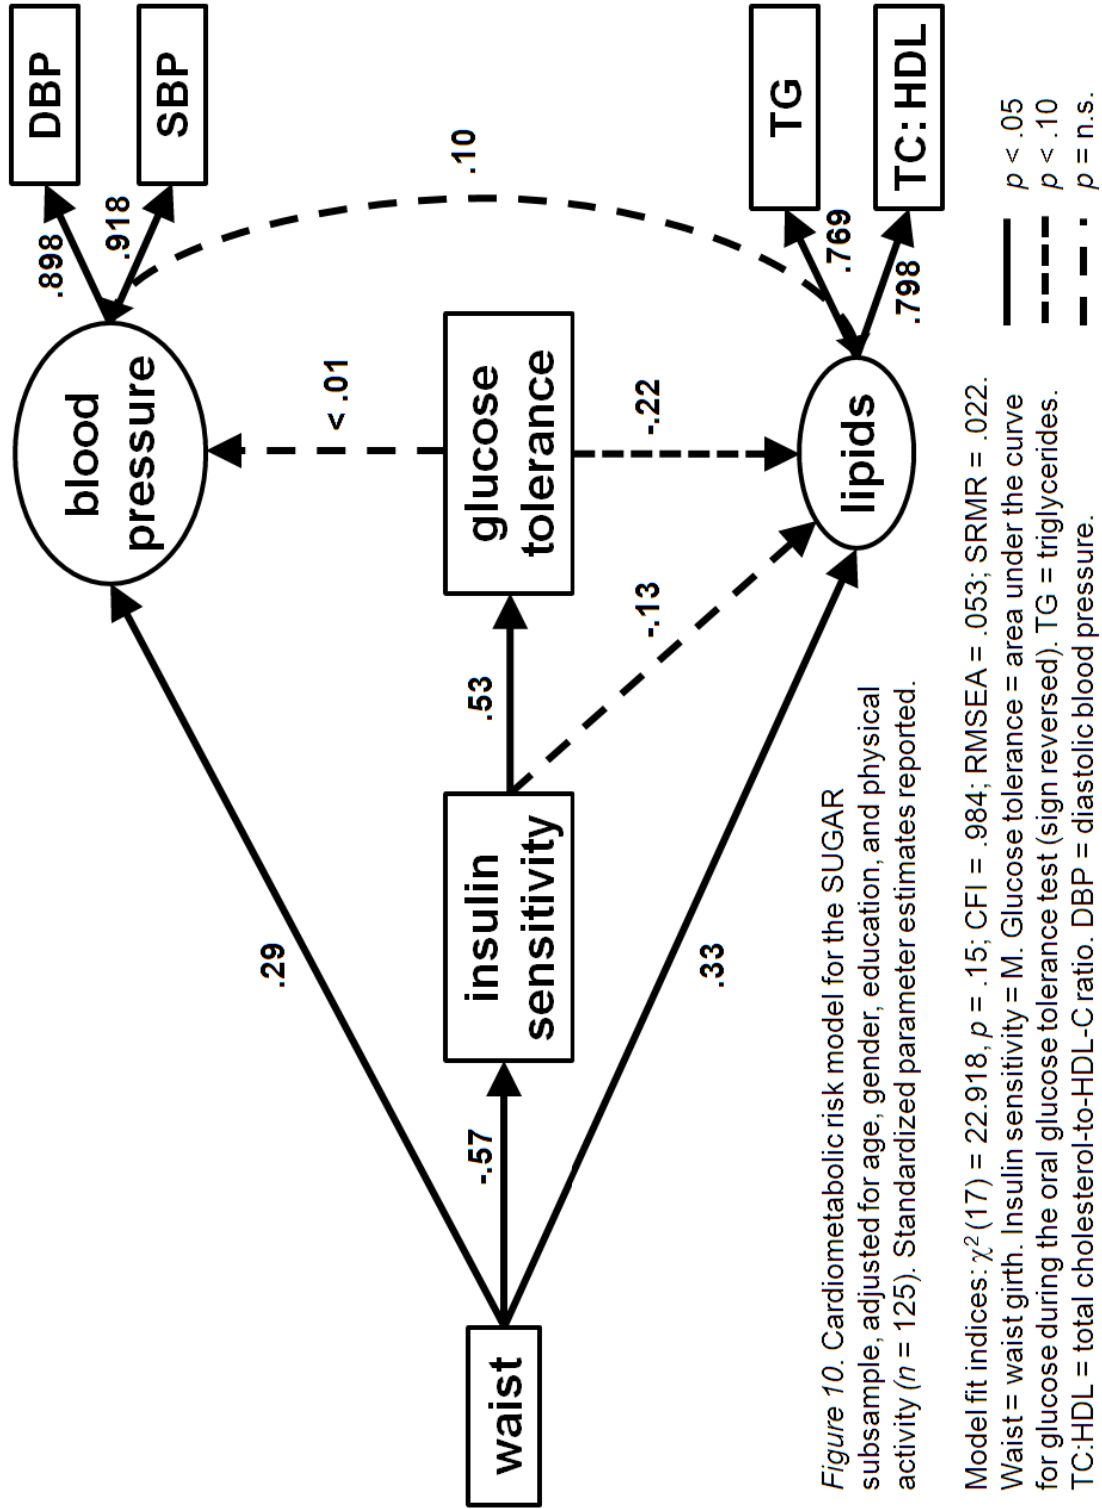 DBP
.898
SBP
.918
blood
pressure
.10
< .01
.29
waist
-.57
insulin
sensitivity
.53
glucose
tolerance
-.22
-.13
.33
lipids
TG
.769
TC:HDL
.798
Figure 10. Cardiometabolic risk model for the SUGAR
subsample, adjusted for age, gender, education, and physical
activity (n = 125). Standardized parameter estimates reported.
p < .05
p < .10
p = n.s.
Model fit indices: χ² (17) = 22.918, p = .15; CFI = .984; RMSEA = .053; SRMR = .022.
Waist = waist girth. Insulin sensitivity = M. Glucose tolerance = area under the curve
for glucose during the oral glucose tolerance test (sign reversed). TG = triglycerides.
TC:HDL = total cholesterol-to-HDL-C ratio. DBP = diastolic blood pressure.